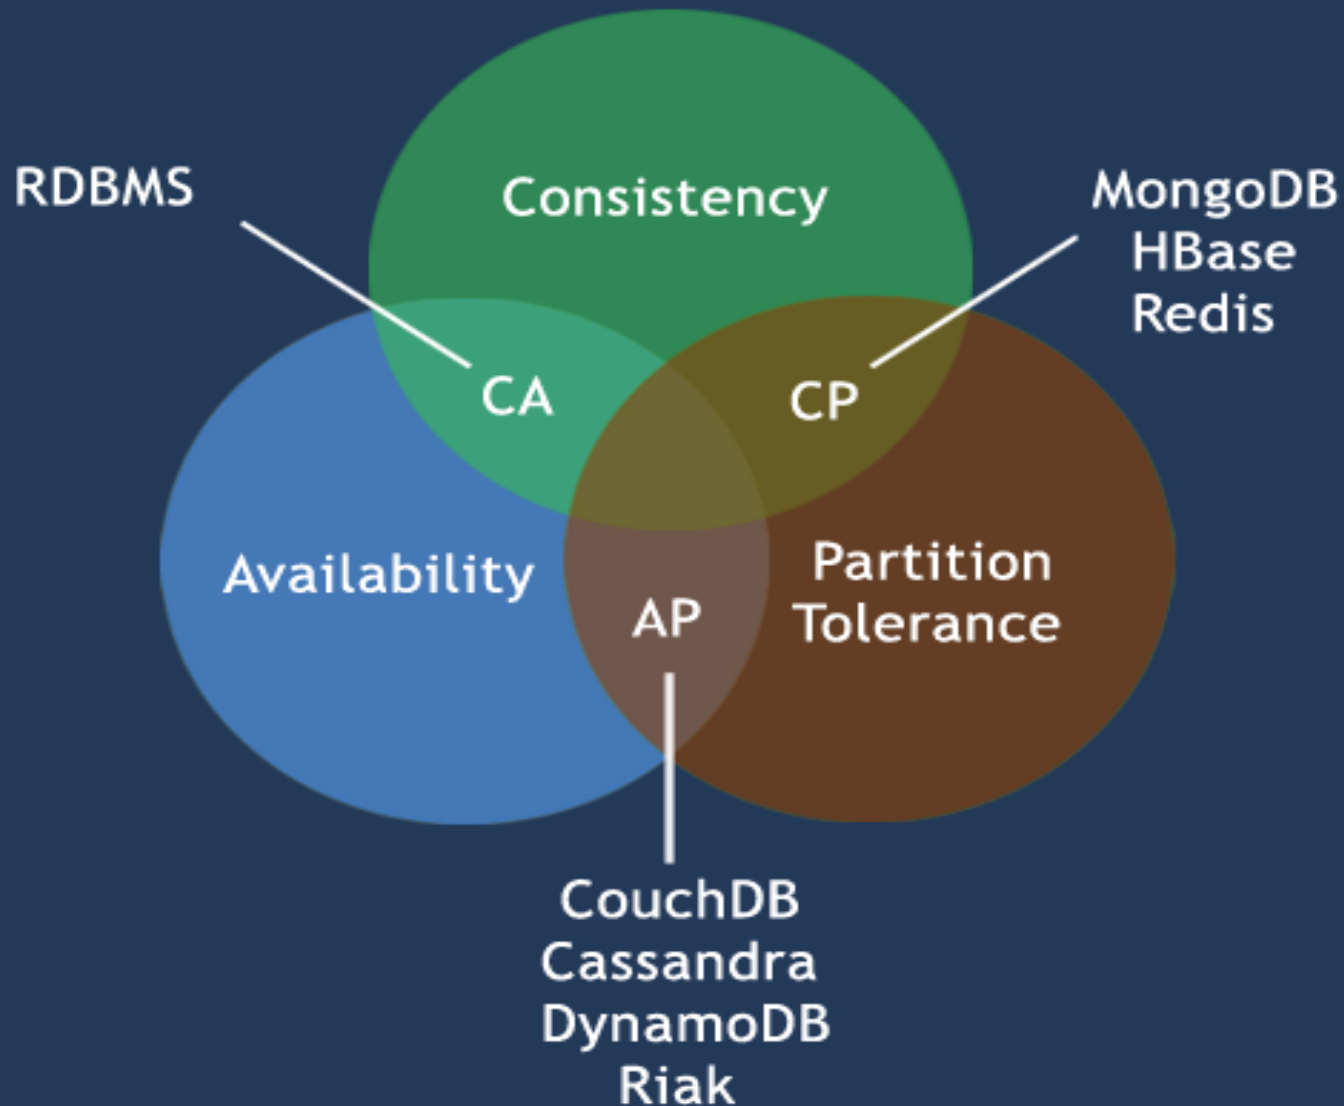 RDBMS
Consistency
MongoDB
HBase
Redis
CA
CP
Availability
Partition
Tolerance
AP
CouchDB
Cassandra
DynamoDB
Riak